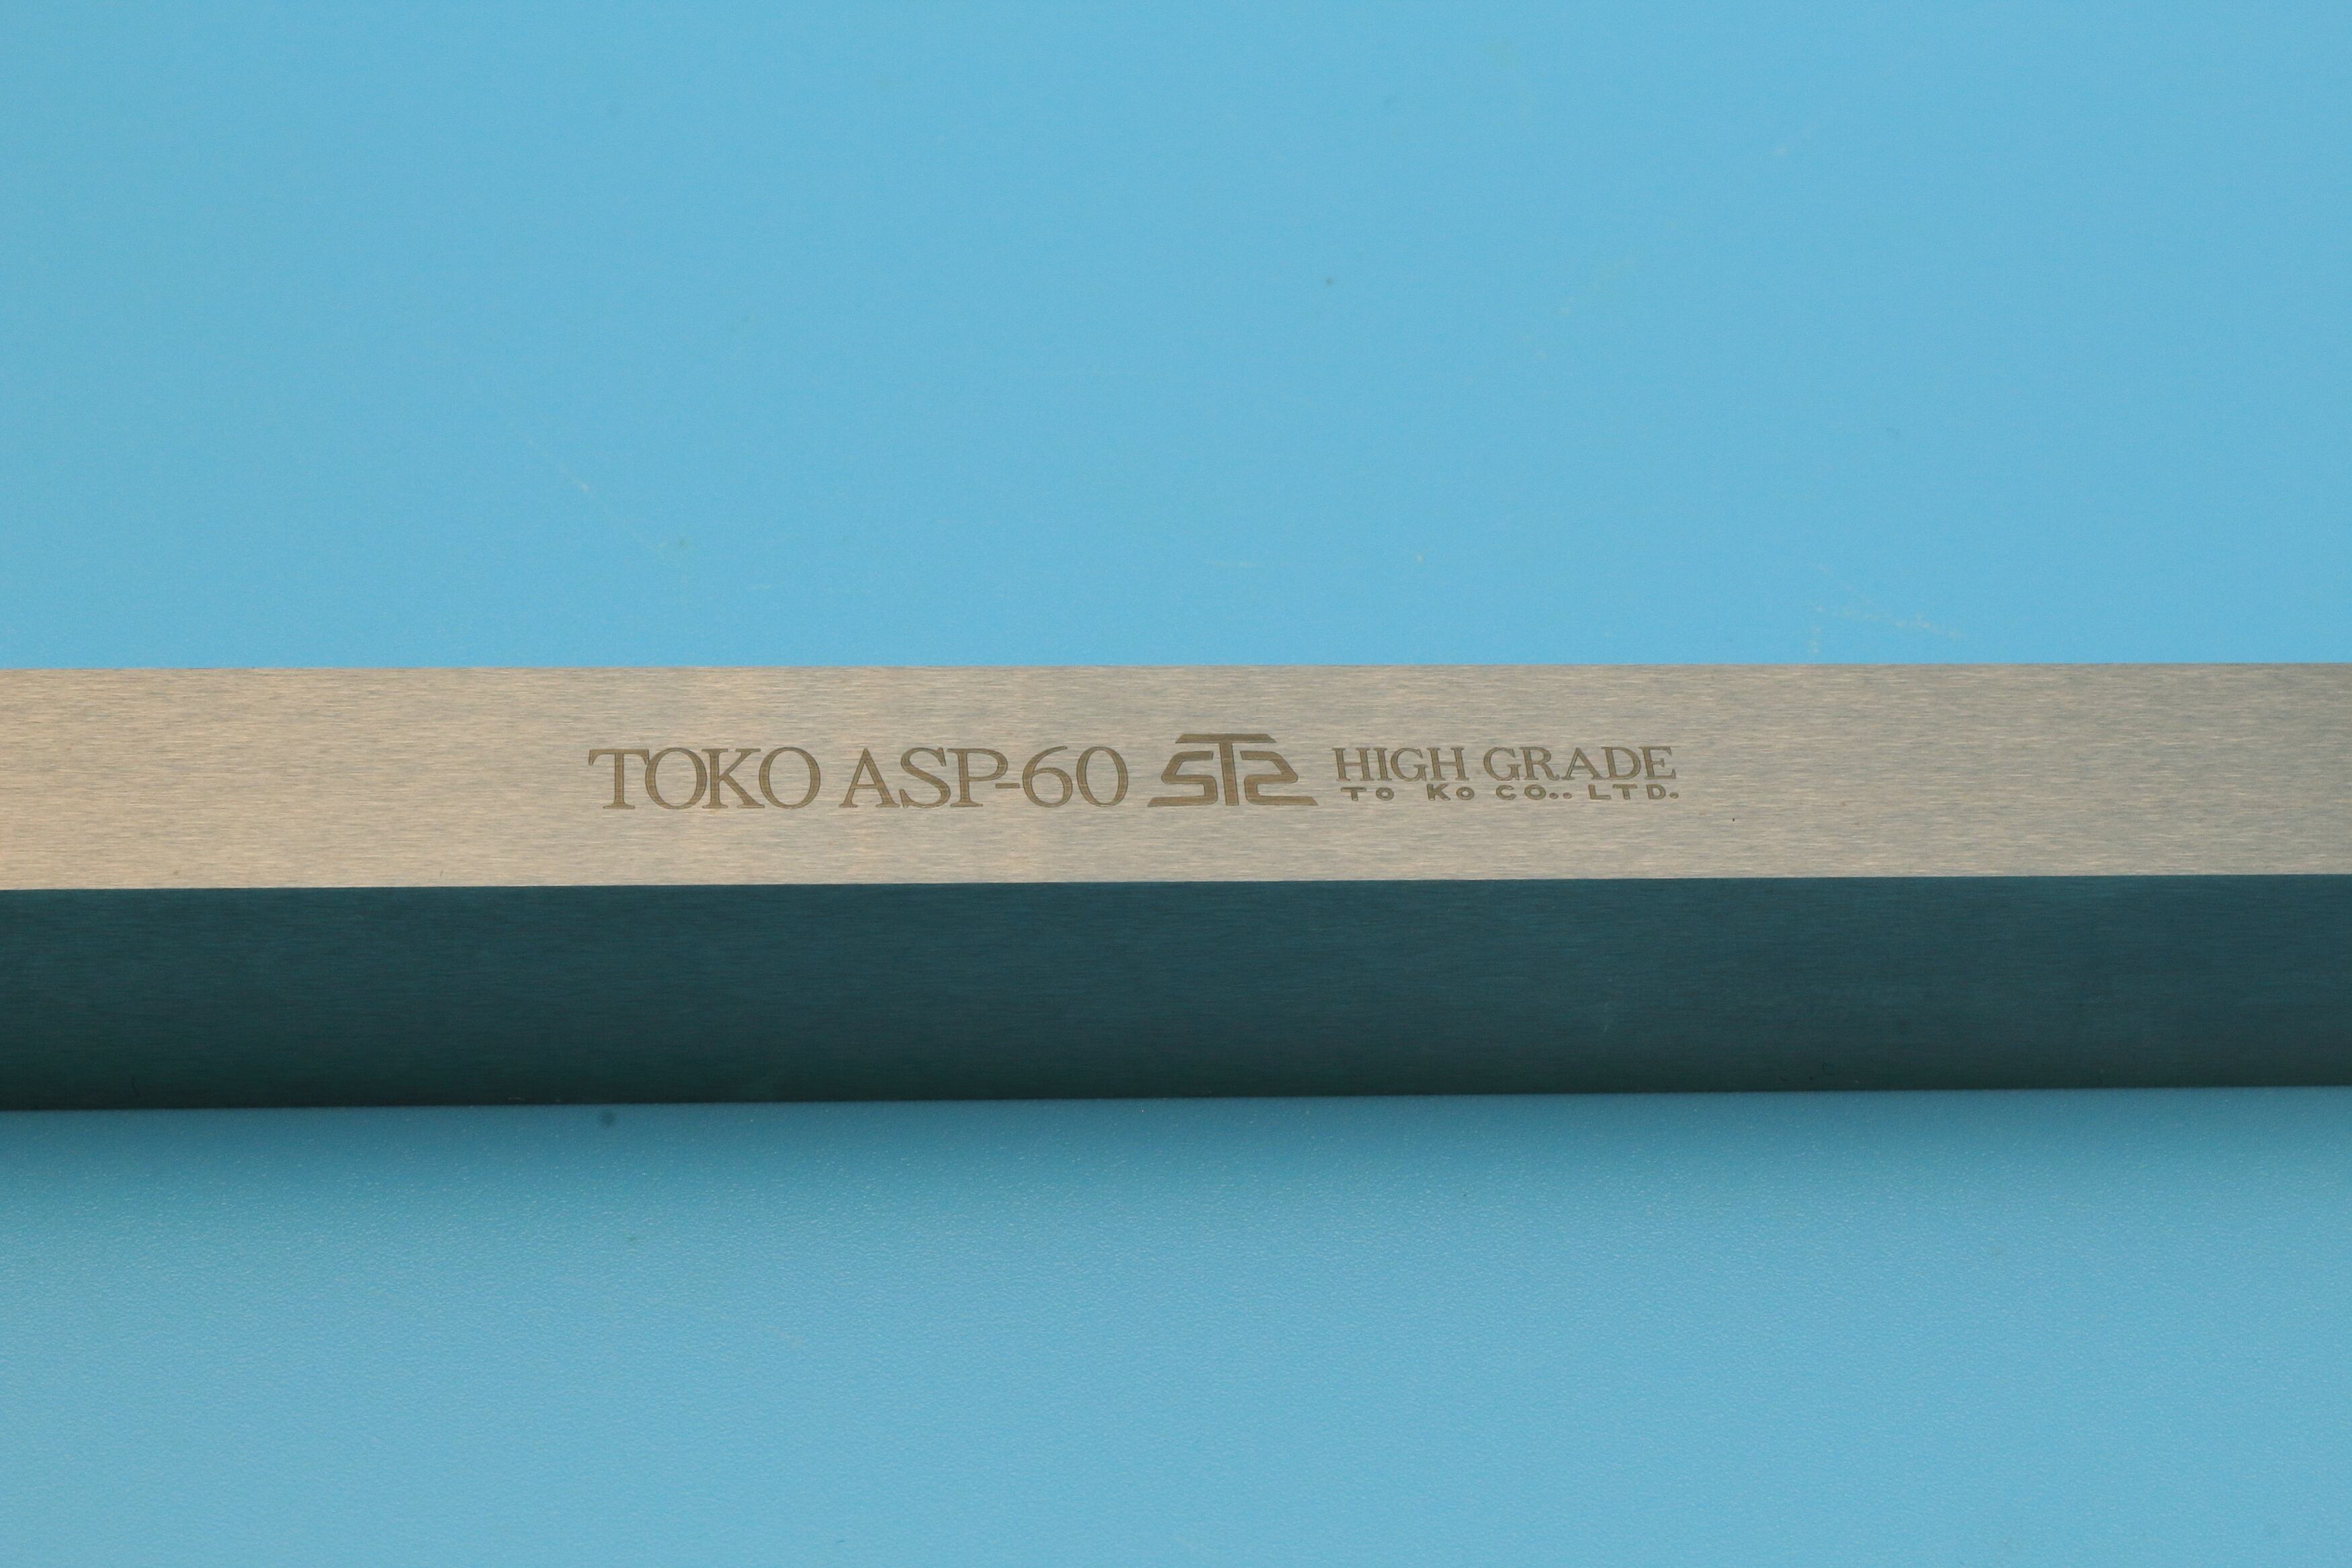 TOKO ASP-60 STS HIGH GRADE
TO KO CO.. LTD.